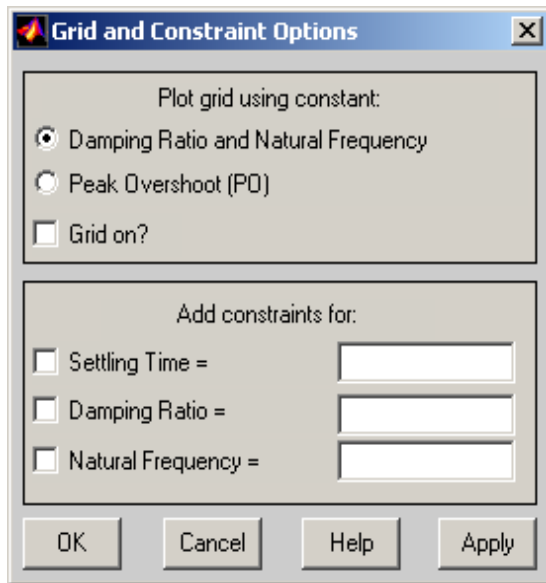 Grid and Constraint Options
Plot grid using constant:
Damping Ratio and Natural Frequency
Peak Overshoot (PO)
Grid on?
Add constraints for:
Settling Time =
Damping Ratio =
Natural Frequency =
OK Cancel Help Apply